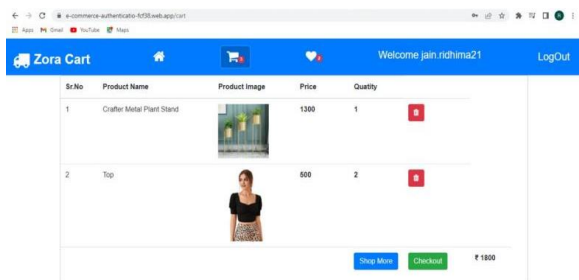 e-commerce-authenticatio-fcf36.web.app/cart
Apps Gmail YouTube Maps
Zora Cart Welcome jain.ridhima21 LogOut
Sr.No Product Name Product Image Price Quatity
1 Crafter Metal Plant Stand 1300 1
2 Top 500 2
Shop More Checkout ₹ 1800